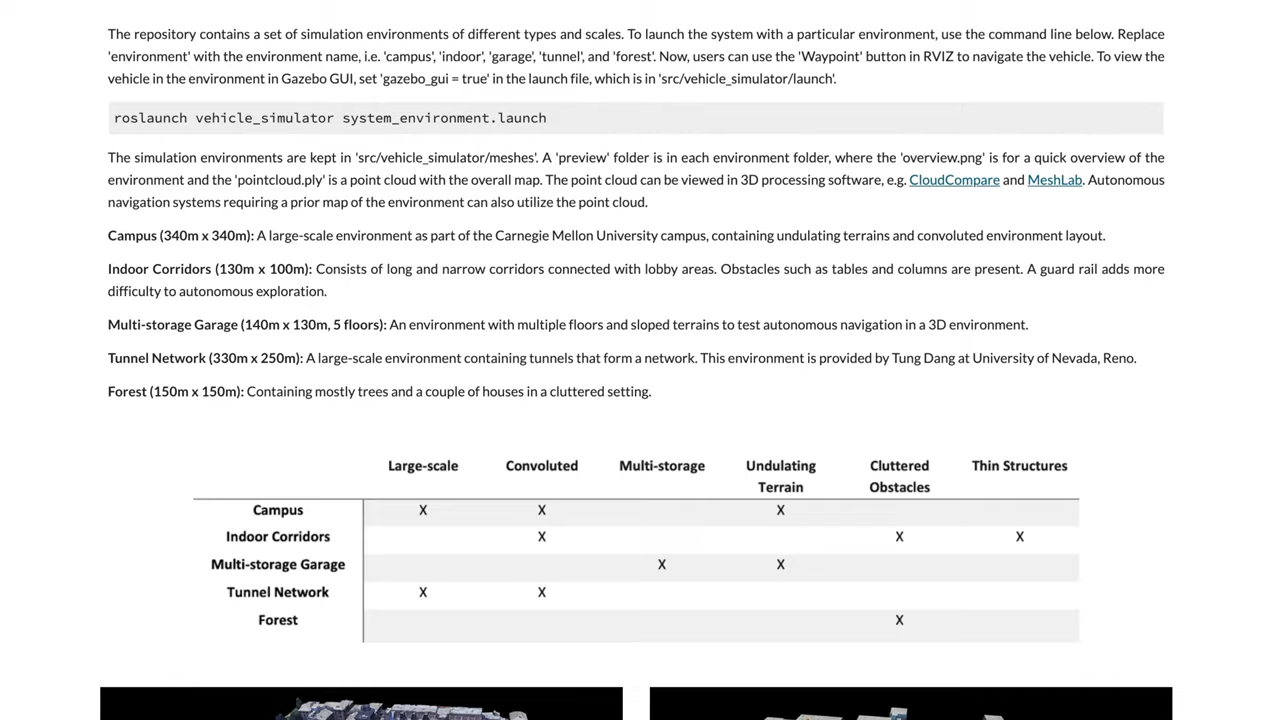 The repository contains a set of simulation environments of different types and scales. To launch the system with a particular environment, use the command line below. Replace
'environment' with the environment name, i.e. 'campus', 'indoor', 'garage', 'tunnel', and 'forest'. Now, users can use the 'Waypoint' button in RVIZ to navigate the vehicle. To view the
vehicle in the environment in Gazebo GUI, set 'gazebo_gui = true' in the launch file, which is in 'src/vehicle_simulator/launch'.
roslaunch vehicle_simulator system_environment.launch
The simulation environments are kept in 'src/vehicle_simulator/meshes'. A 'preview' folder is in each environment folder, where the 'overview.png' is for a quick overview of the
environment and the 'pointcloud.ply' is a point cloud with the overall map. The point cloud can be viewed in 3D processing software, e.g. CloudCompare and MeshLab. Autonomous
navigation systems requiring a prior map of the environment can also utilize the point cloud.
Campus (340m x 340m): A large-scale environment as part of the Carnegie Mellon University campus, containing undulating terrains and convoluted environment layout.
Indoor Corridors (130m x 100m): Consists of long and narrow corridors connected with lobby areas. Obstacles such as tables and columns are present. A guard rail adds more
difficulty to autonomous exploration.
Multi-storage Garage (140m x 130m, 5 floors): An environment with multiple floors and sloped terrains to test autonomous navigation in a 3D environment.
Tunnel Network (330m x 250m): A large-scale environment containing tunnels that form a network. This environment is provided by Tung Dang at University of Nevada, Reno.
Forest (150m x 150m): Containing mostly trees and a couple of houses in a cluttered setting.
Large-scale Convoluted Multi-storage Undulating Cluttered Thin Structures
Terrain Obstacles
Campus X X X
Indoor Corridors X X X
Multi-storage Garage X X
Tunnel Network X X
Forest X